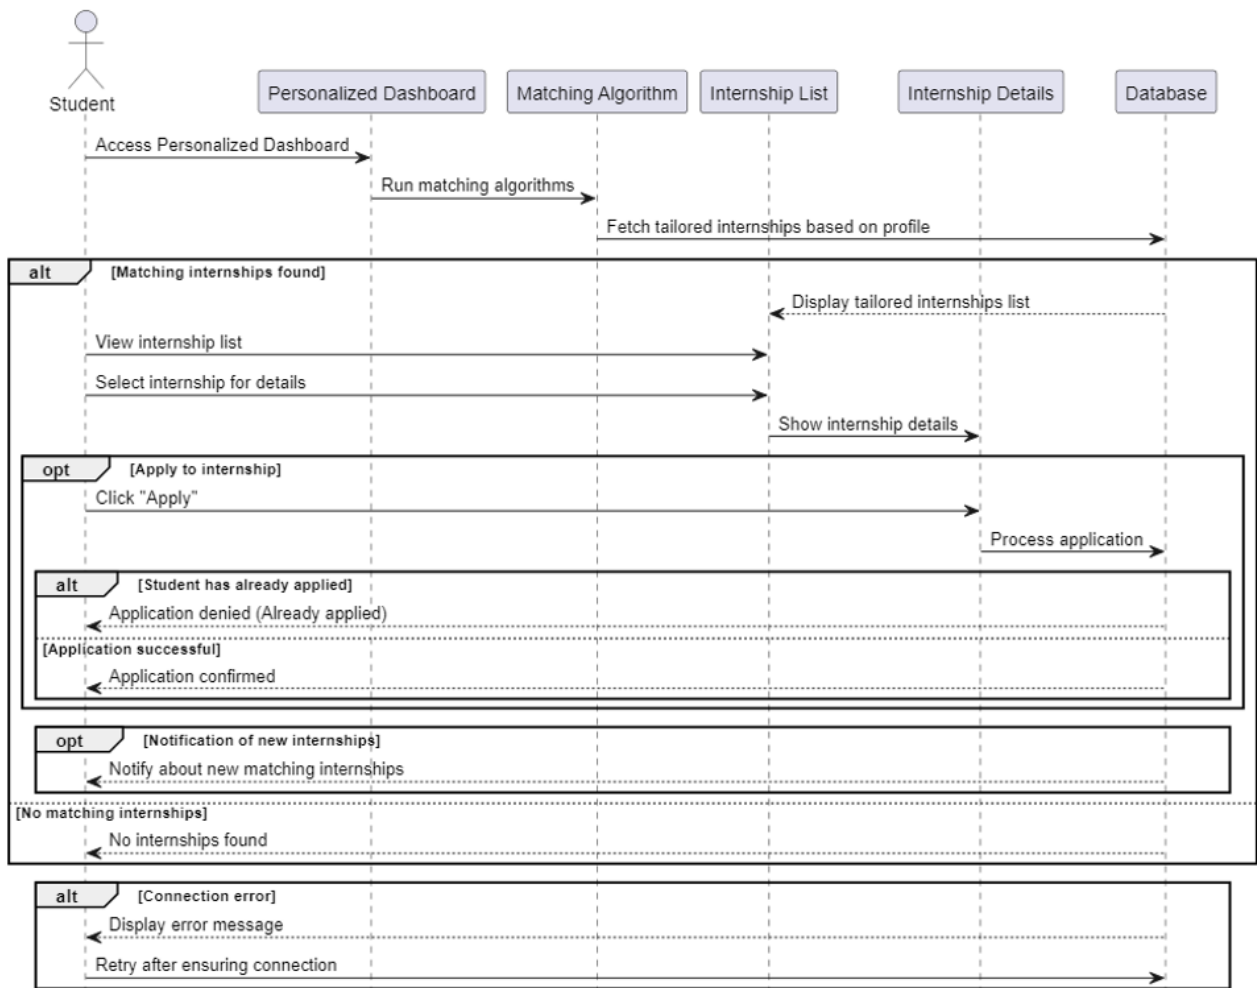 Student
Personalized Dashboard
Matching Algorithm
Internship List
Internship Details
Database
Access Personalized Dashboard
Run matching algorithms
Fetch tailored internships based on profile
alt [Matching internships found]
Display tailored internships list
View internship list
Select internship for details
Show internship details
opt [Apply to internship]
Click "Apply"
Process application
alt [Student has already applied]
Application denied (Already applied)
[Application successful]
Application confirmed
opt [Notification of new internships]
Notify about new matching internships
[No matching internships]
No internships found
alt [Connection error]
Display error message
Retry after ensuring connection